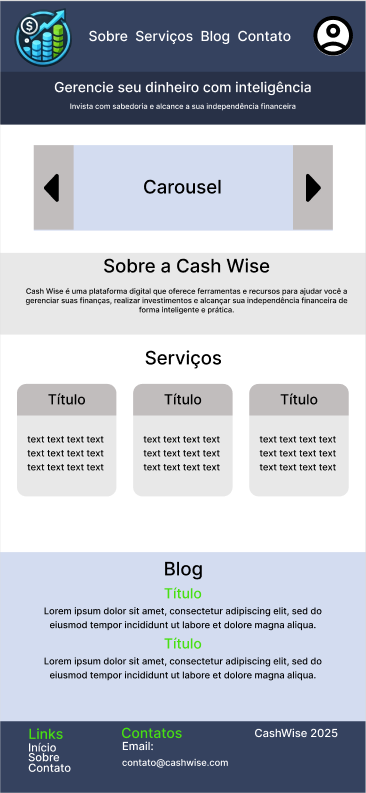 $
Sobre Serviços Blog Contato
Gerencie seu dinheiro com inteligência
Invista com sabedoria e alcance a sua independência financeira
Carousel
Sobre a Cash Wise
Cash Wise é uma plataforma digital que oferece ferramentas e recursos para ajudar você a
gerenciar suas finanças, realizar investimentos e alcançar sua independência financeira de
forma inteligente e prática.
Serviços
Título
text text text text
text text text text
text text text text
Título
text text text text
text text text text
text text text text
Título
text text text text
text text text text
text text text text
Blog
Título
Lorem ipsum dolor sit amet, consectetur adipiscing elit, sed do
eiusmod tempor incididunt ut labore et dolore magna aliqua.
Título
Lorem ipsum dolor sit amet, consectetur adipiscing elit, sed do
eiusmod tempor incididunt ut labore et dolore magna aliqua.
Links
Início
Sobre
Contato
Contatos
Email:
contato@cashwise.com
CashWise 2025